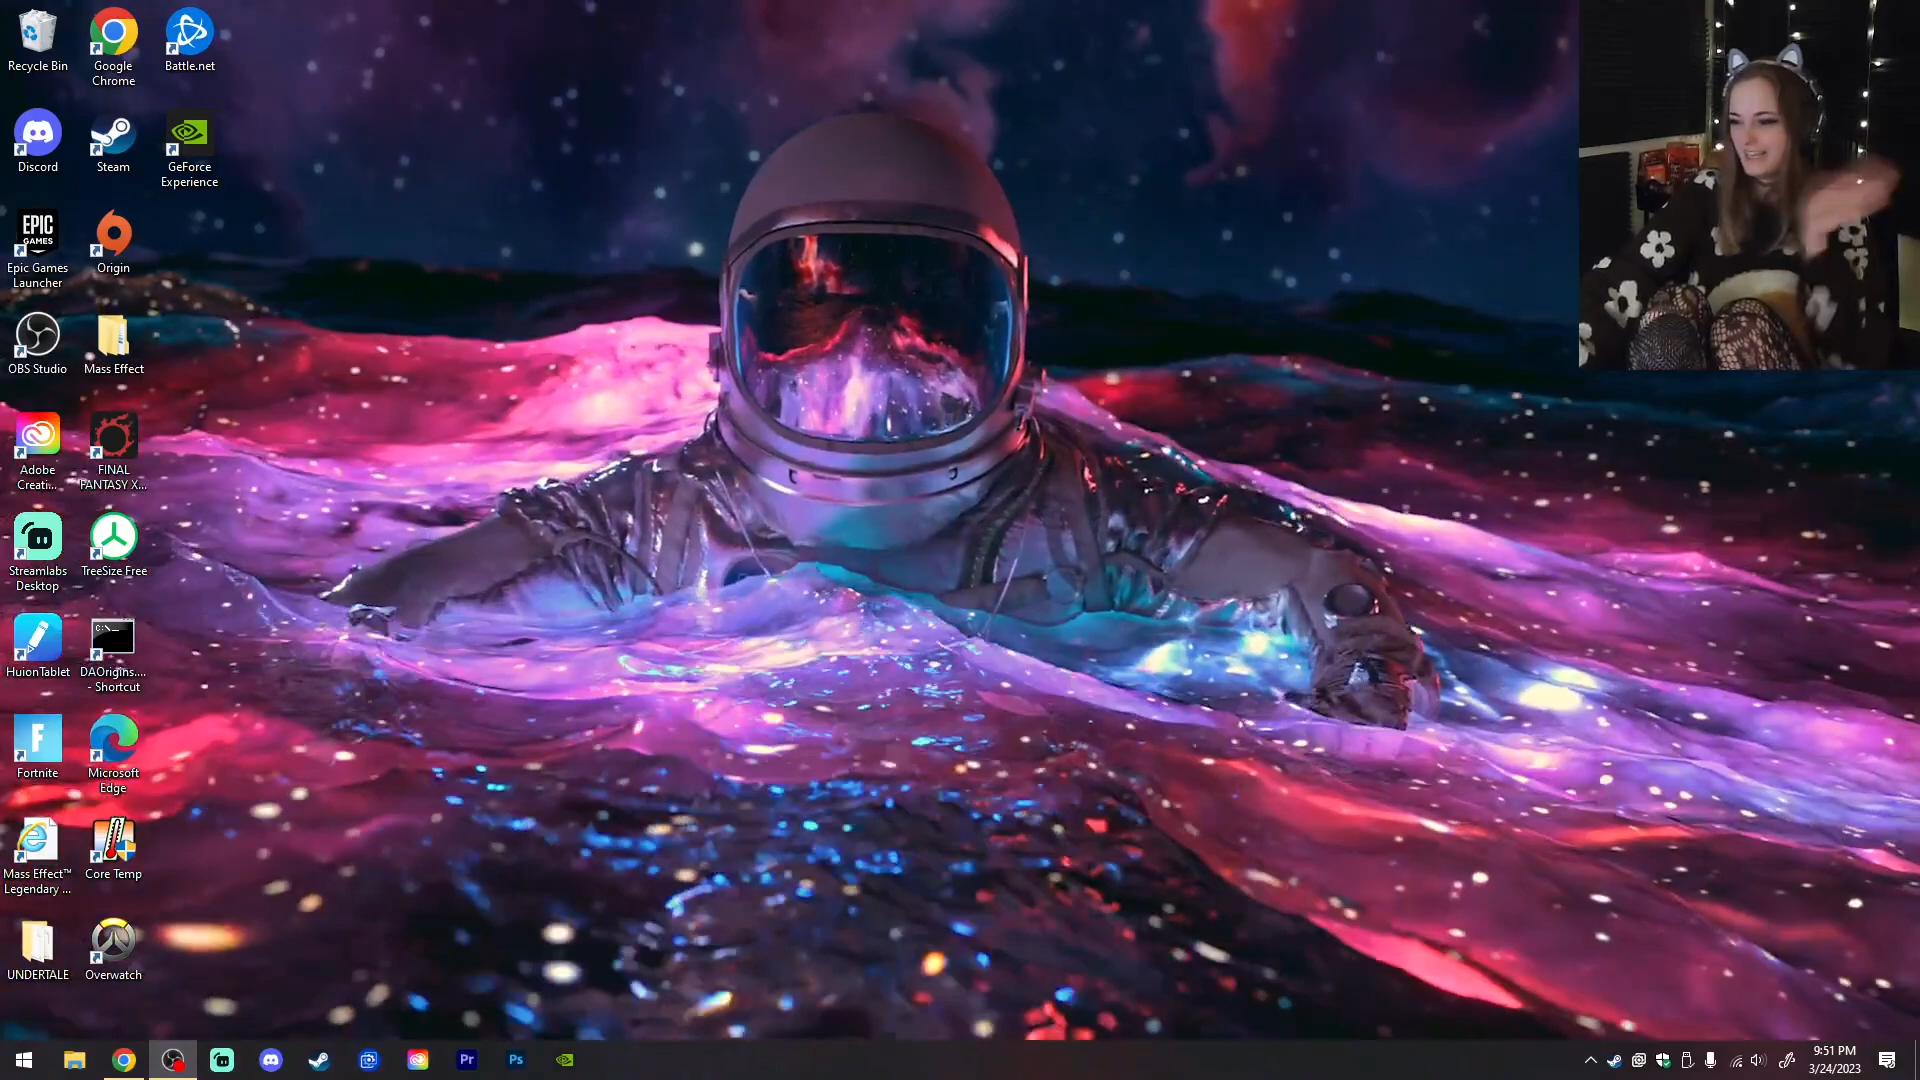 Recycle Bin
Google
Chrome
Battle.net
Discord
Steam
GeForce
Experience
EPIC
GAMES
Epic Games
Launcher
Origin
OBS Studio
Mass Effect
Adobe
Creati...
FINAL
FANTASY X...
Streamlabs
Desktop
TreeSize Free
HuionTablet
C:\_
DAOrigins....
- Shortcut
F
Fortnite
Microsoft
Edge
Mass Effect™
Legendary ...
Core Temp
UNDERTALE
Overwatch
Pr
Ps
9:51 PM
3/24/2023